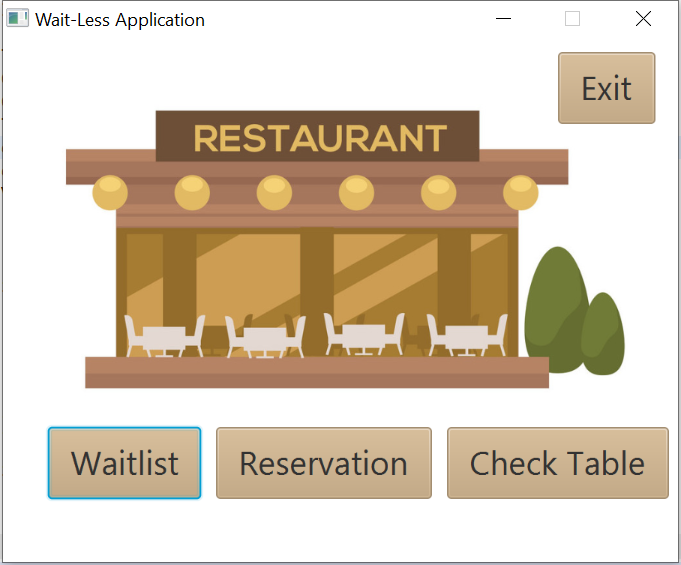 Wait-Less Application
Exit
RESTAURANT
Waitlist
Reservation
Check Table